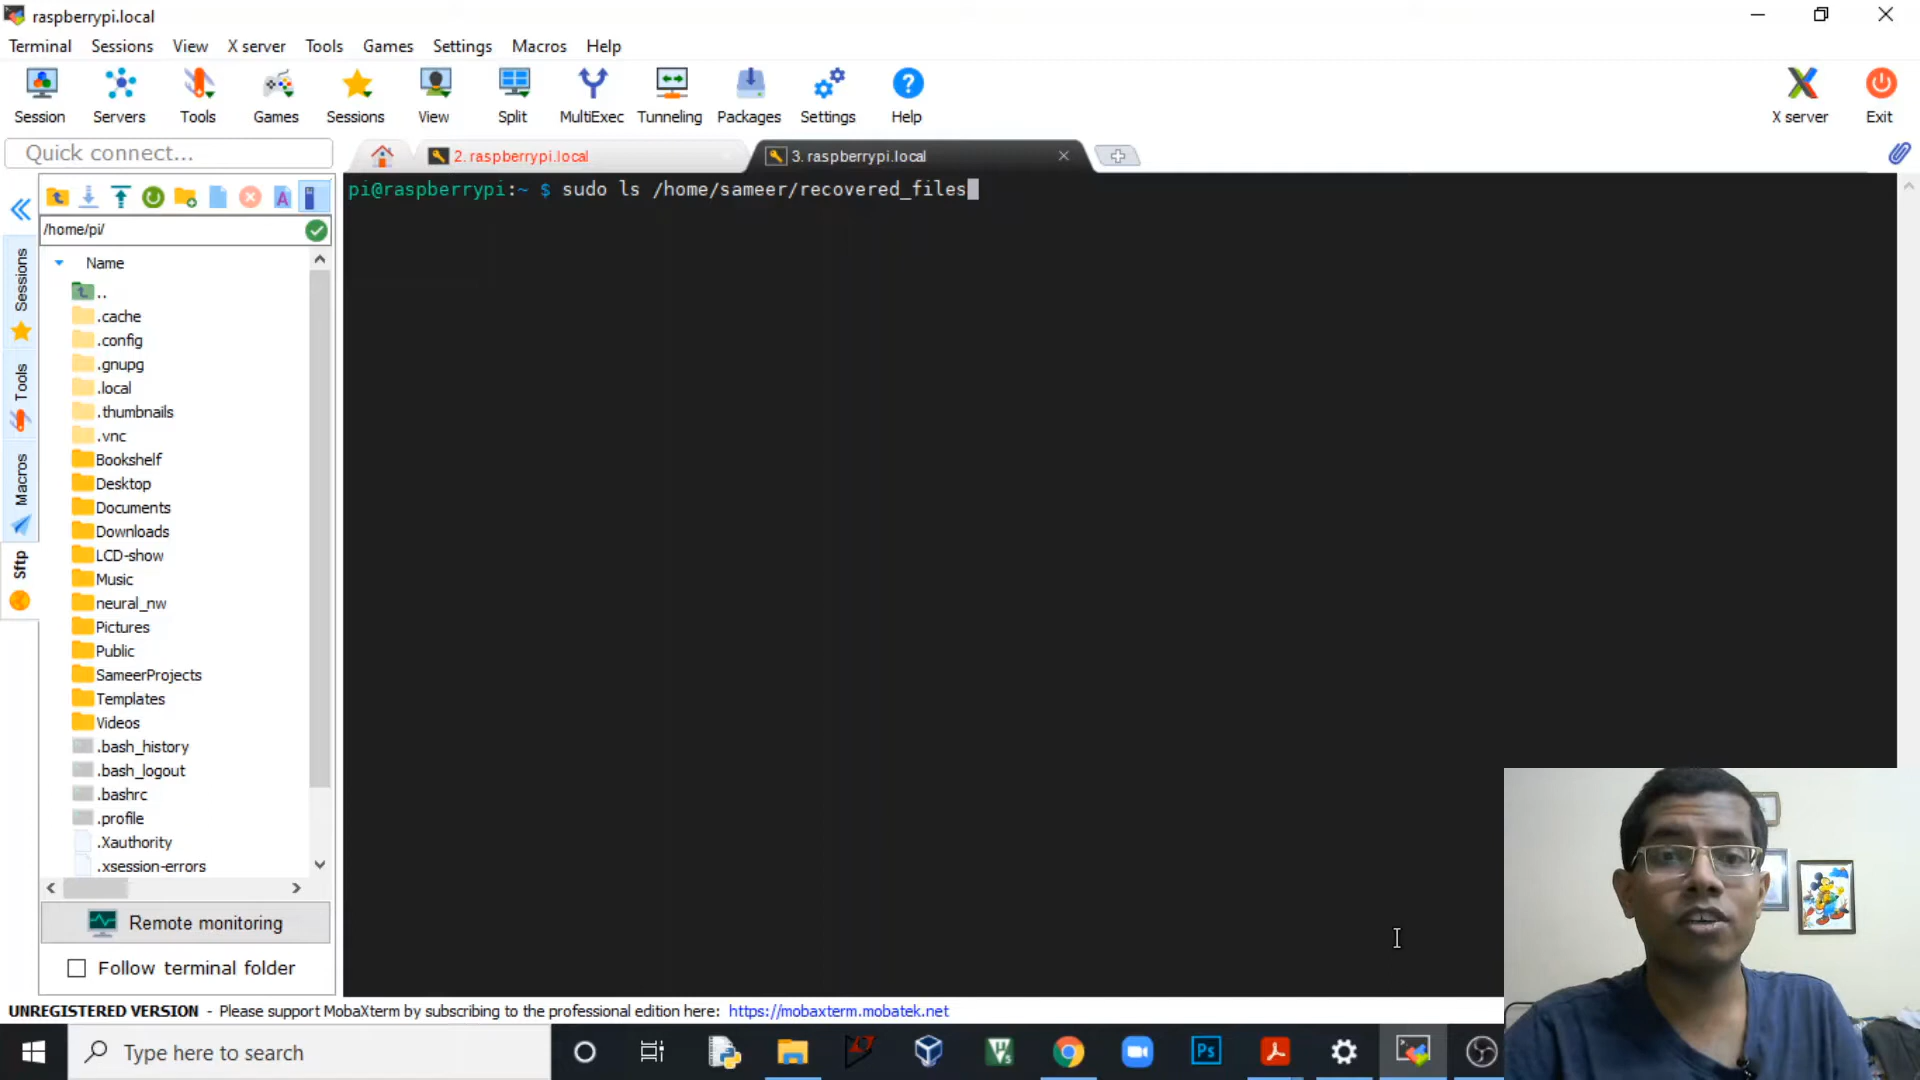 raspberrypi.local
Terminal Sessions View X server Tools Games Settings Macros Help
Session Servers Tools Games Sessions View Split MultiExec Tunneling Packages Settings Help X server Exit
Quick connect...
2. raspberrypi.local
3. raspberrypi.local
pi@raspberrypi:~ $ sudo ls /home/sameer/recovered_files
/home/pi/
Name
..
.cache
.config
.gnupg
.local
.thumbnails
.vnc
Bookshelf
Desktop
Documents
Downloads
LCD-show
Music
neural_nw
Pictures
Public
SameerProjects
Templates
Videos
.bash_history
.bash_logout
.bashrc
.profile
.Xauthority
.xsession-errors
Sessions
Tools
Macros
Sftp
Remote monitoring
Follow terminal folder
UNREGISTERED VERSION - Please support MobaXterm by subscribing to the professional edition here: https://mobaxterm.mobatek.net
Type here to search
Ps